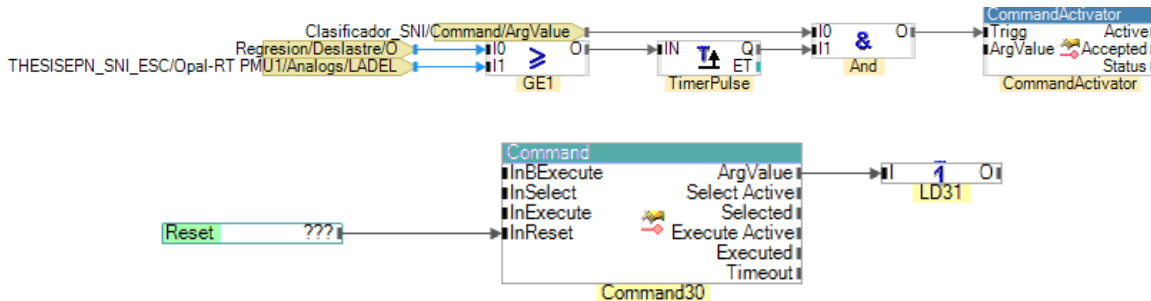 CommandActivator
Clasificador_SNI/Command/ArgValue
I0 O
Trigg Active
Regresion/Deslastre/O
I0 O
IN Q
I1 &
ArgValue Accepted
THESISEPN_SNI_ESC/Opal-RT PMU1/Analogs/LADEL
I1 ≥
ET
Status
GE1
TimerPulse
And
CommandActivator
Command
InBExecute ArgValue
I 1 O
InSelect Select Active
LD31
InExecute Selected
Reset ???
InReset Execute Active
Executed
Timeout
Command30